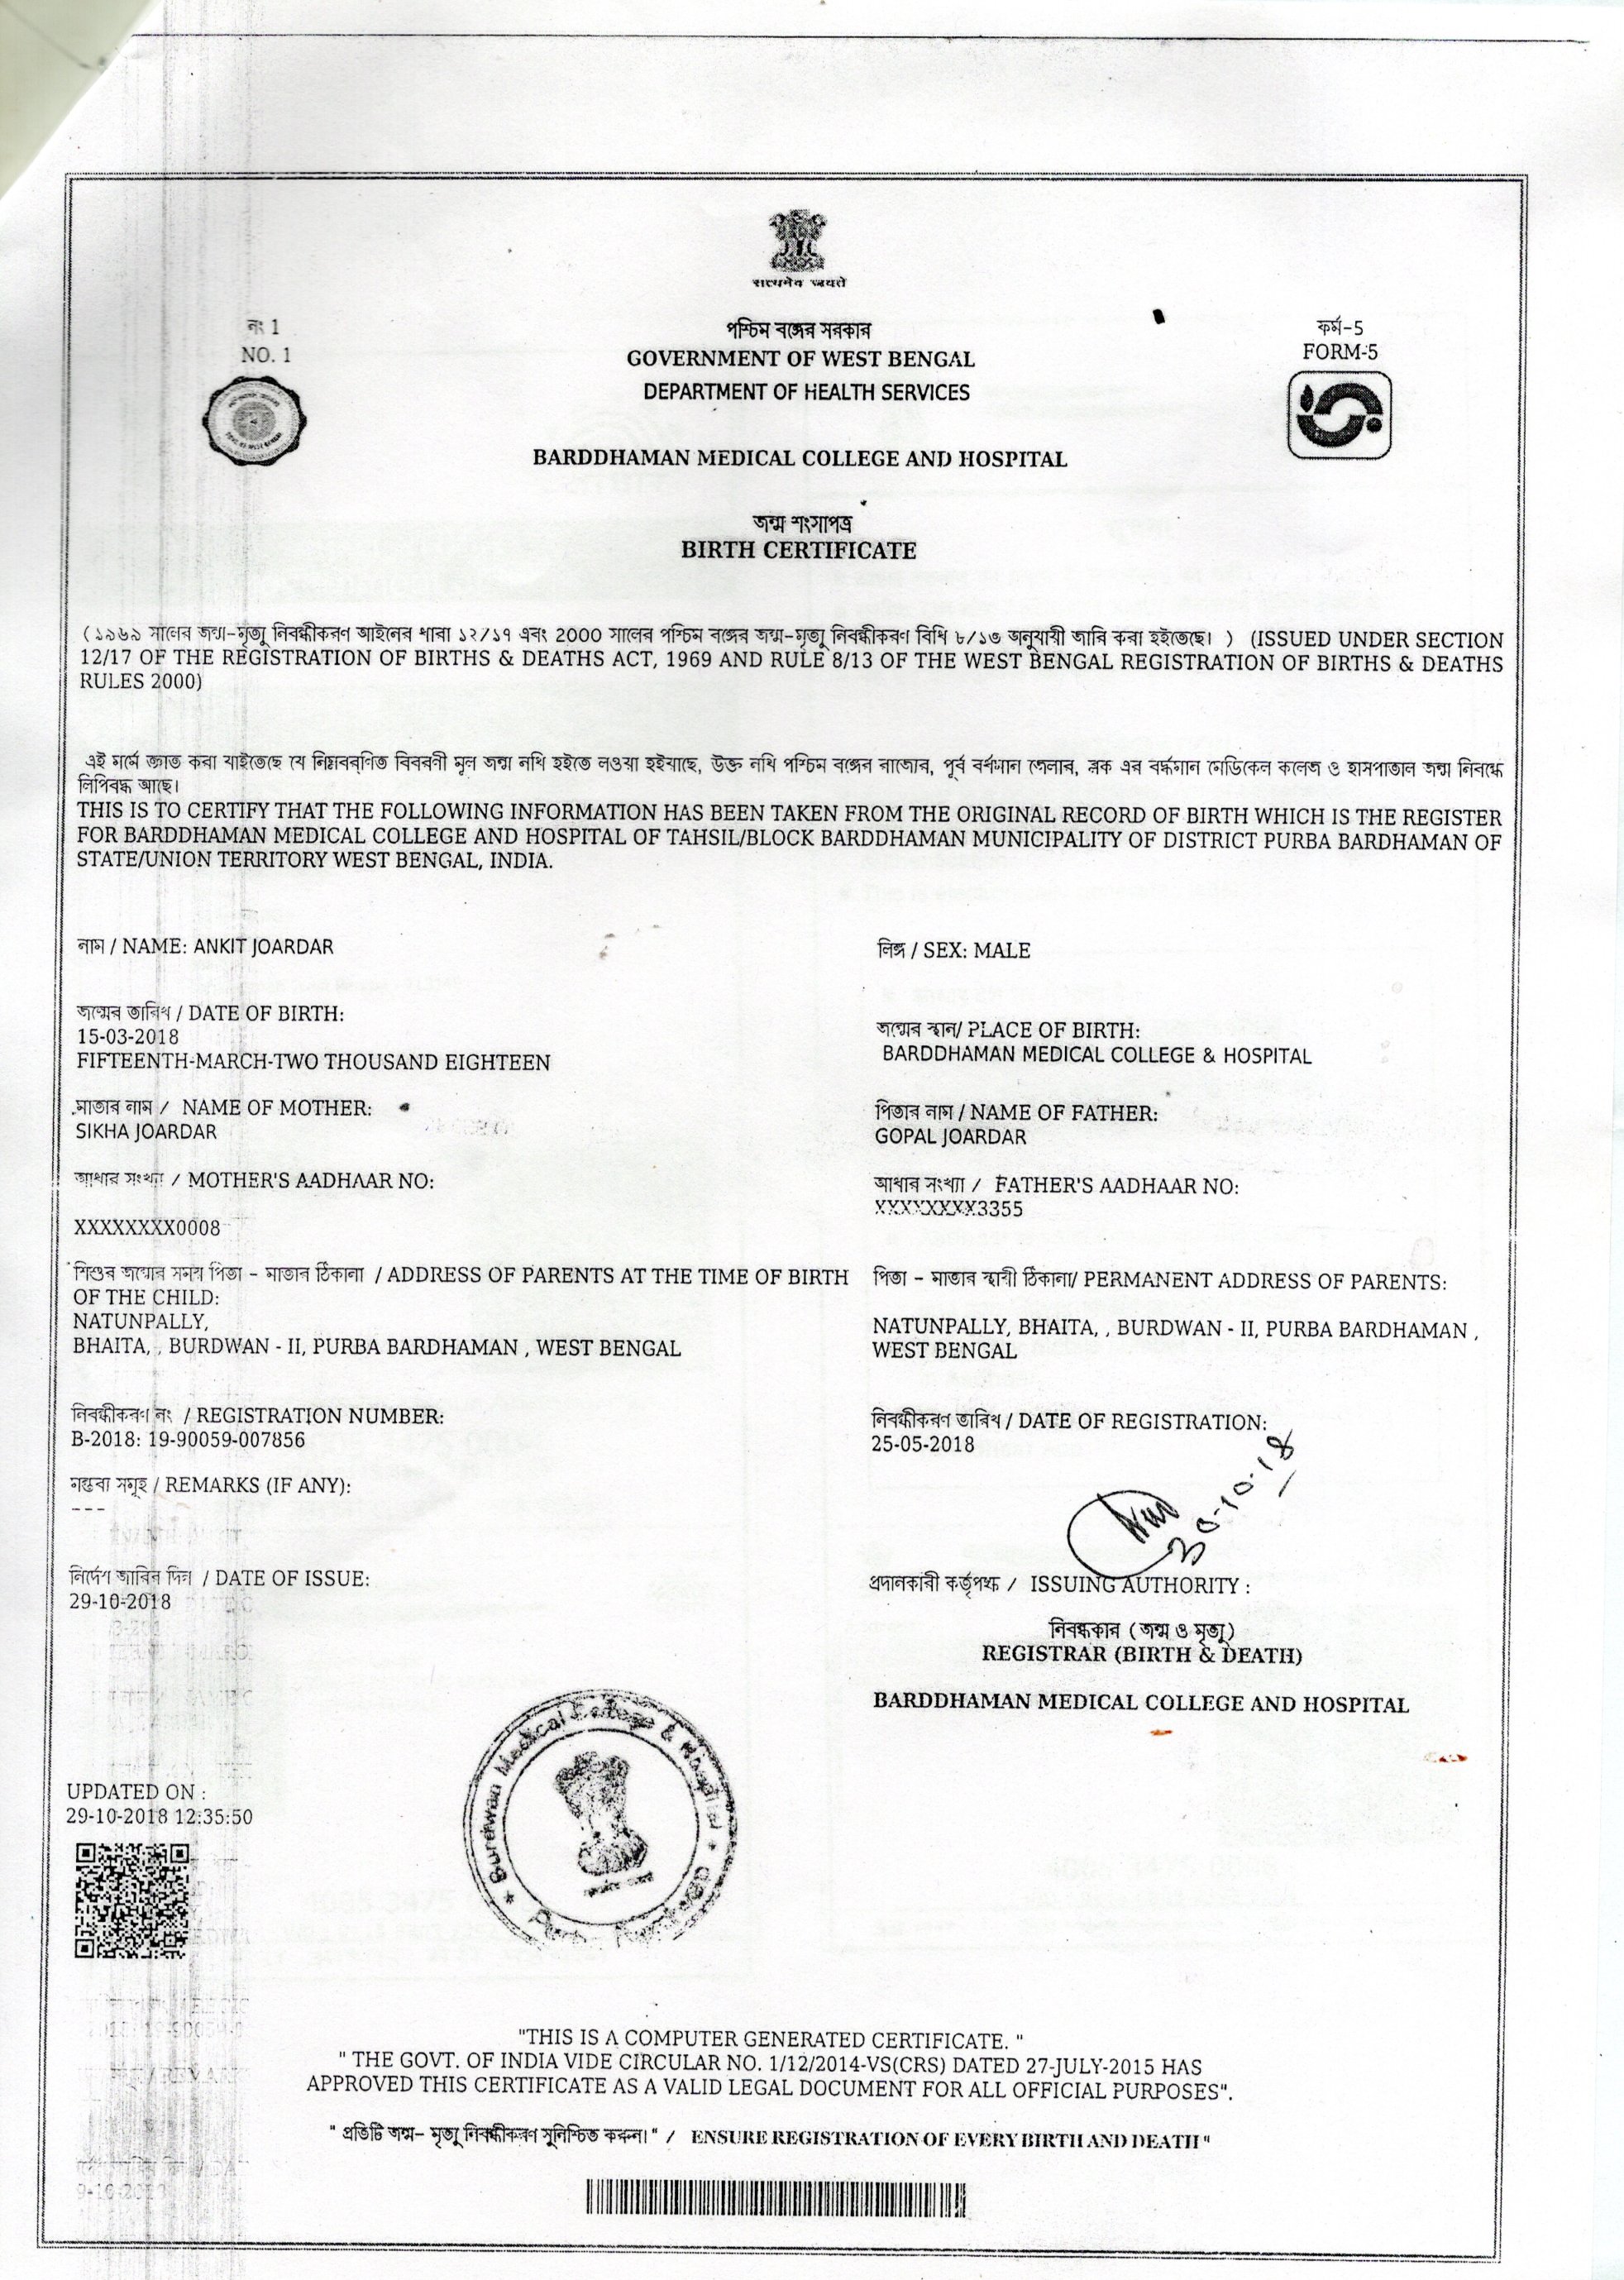 सत्यमेव जयते
নং 1
NO. 1
পশ্চিম বঙ্গের সরকার
GOVERNMENT OF WEST BENGAL
DEPARTMENT OF HEALTH SERVICES
ফর্ম-5
FORM-5
BARDDHAMAN MEDICAL COLLEGE AND HOSPITAL
জন্ম শংসাপত্র
BIRTH CERTIFICATE
(১৯৬৯ সালের জন্ম-মৃত্যু নিবন্ধীকরণ আইনের ধারা ১২/১৭ এবং 2000 সালের পশ্চিম বঙ্গের জন্ম-মৃত্যু নিবন্ধীকরণ বিধি ৮/১৩ অনুযায়ী জারি করা হইতেছে। ) (ISSUED UNDER SECTION
12/17 OF THE REGISTRATION OF BIRTHS & DEATHS ACT, 1969 AND RULE 8/13 OF THE WEST BENGAL REGISTRATION OF BIRTHS & DEATHS
RULES 2000)
এই মর্মে জ্ঞাত করা যাইতেছে যে নিম্নবর্ণিত বিবরণী মূল জন্ম নথি হইতে লওয়া হইয়াছে, উক্ত নথি পশ্চিম বঙ্গের রাজ্যের, পূর্ব বর্ধমান জেলার, ব্লক এর বর্দ্ধমান মেডিকেল কলেজ ও হাসপাতাল জন্ম নিবন্ধে
লিপিবদ্ধ আছে।
THIS IS TO CERTIFY THAT THE FOLLOWING INFORMATION HAS BEEN TAKEN FROM THE ORIGINAL RECORD OF BIRTH WHICH IS THE REGISTER
FOR BARDDHAMAN MEDICAL COLLEGE AND HOSPITAL OF TAHSIL/BLOCK BARDDHAMAN MUNICIPALITY OF DISTRICT PURBA BARDHAMAN OF
STATE/UNION TERRITORY WEST BENGAL, INDIA.
নাম / NAME: ANKIT JOARDAR
লিঙ্গ / SEX: MALE
জন্মের তারিখ / DATE OF BIRTH:
15-03-2018
FIFTEENTH-MARCH-TWO THOUSAND EIGHTEEN
জন্মের স্থান/ PLACE OF BIRTH:
BARDDHAMAN MEDICAL COLLEGE & HOSPITAL
মাতার নাম / NAME OF MOTHER:
SIKHA JOARDAR
পিতার নাম / NAME OF FATHER:
GOPAL JOARDAR
আধার সংখ্যা / MOTHER'S AADHAAR NO:
XXXXXXXX0008
আধার সংখ্যা / FATHER'S AADHAAR NO:
XXXXXXXX3355
শিশুর জন্মের সময় পিতা - মাতার ঠিকানা / ADDRESS OF PARENTS AT THE TIME OF BIRTH
OF THE CHILD:
NATUNPALLY,
BHAITA, , BURDWAN - II, PURBA BARDHAMAN , WEST BENGAL
পিতা - মাতার স্থায়ী ঠিকানা/ PERMANENT ADDRESS OF PARENTS:
NATUNPALLY, BHAITA, , BURDWAN - II, PURBA BARDHAMAN ,
WEST BENGAL
নিবন্ধীকরণ নং / REGISTRATION NUMBER:
B-2018: 19-90059-007856
নিবন্ধীকরণ তারিখ / DATE OF REGISTRATION:
25-05-2018
মন্তব্য সমূহ / REMARKS (IF ANY):
---
30-10-18
নির্দেশ জারির দিন / DATE OF ISSUE:
29-10-2018
প্রদানকারী কর্তৃপক্ষ / ISSUING AUTHORITY :
নিবন্ধকার (জন্ম ও মৃত্যু)
REGISTRAR (BIRTH & DEATH)
BARDDHAMAN MEDICAL COLLEGE AND HOSPITAL
Burdwan Medical College & Hospital
UPDATED ON :
29-10-2018 12:35:50
"THIS IS A COMPUTER GENERATED CERTIFICATE. "
" THE GOVT. OF INDIA VIDE CIRCULAR NO. 1/12/2014-VS(CRS) DATED 27-JULY-2015 HAS
APPROVED THIS CERTIFICATE AS A VALID LEGAL DOCUMENT FOR ALL OFFICIAL PURPOSES".
" প্রতিটি জন্ম- মৃত্যু নিবন্ধীকরণ সুনিশ্চিত করুন। " / ENSURE REGISTRATION OF EVERY BIRTH AND DEATH "